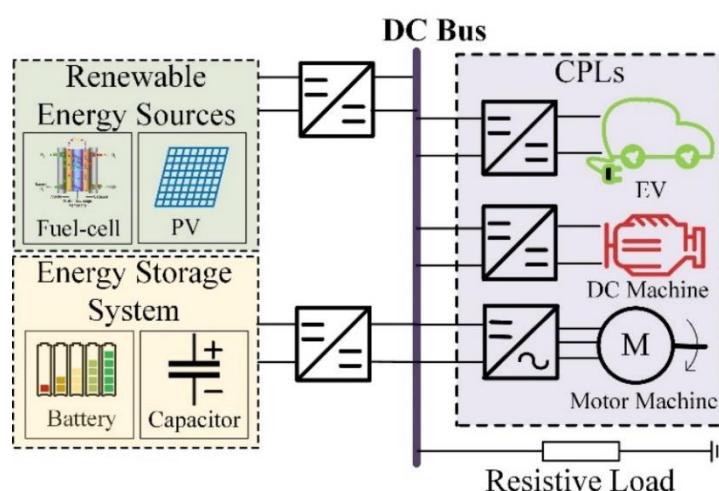 DC Bus
Renewable
Energy Sources
Fuel-cell
PV
Energy Storage
System
Battery
Capacitor
CPLs
EV
DC Machine
M
Motor Machine
Resistive Load